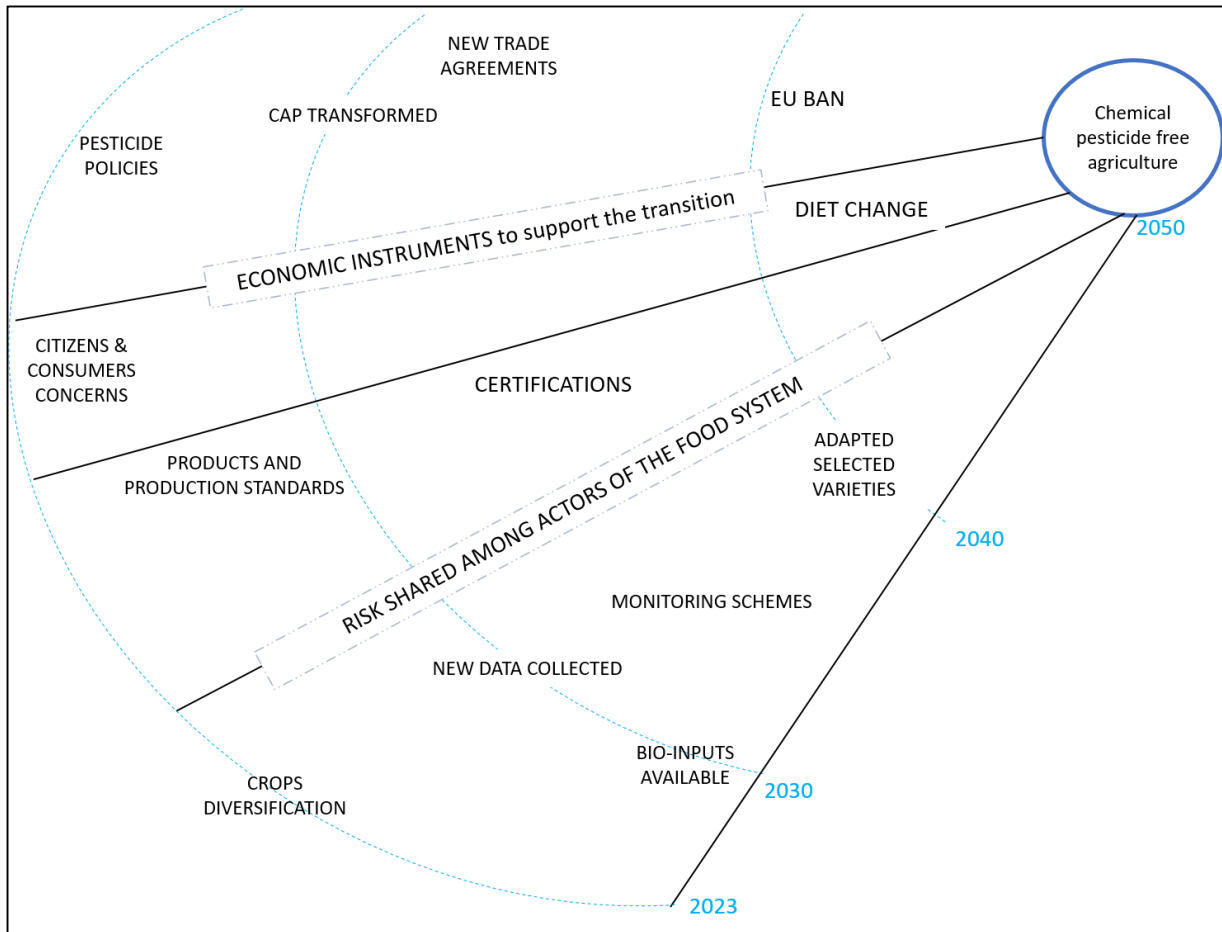 NEW TRADE
AGREEMENTS
CAP TRANSFORMED
EU BAN
PESTICIDE
POLICIES
Chemical
pesticide free
agriculture
2050
ECONOMIC INSTRUMENTS to support the transition
DIET CHANGE
CITIZENS &
CONSUMERS
CONCERNS
CERTIFICATIONS
PRODUCTS AND
PRODUCTION STANDARDS
RISK SHARED AMONG ACTORS OF THE FOOD SYSTEM
ADAPTED
SELECTED
VARIETIES
2040
MONITORING SCHEMES
NEW DATA COLLECTED
BIO-INPUTS
AVAILABLE
2030
CROPS
DIVERSIFICATION
2023